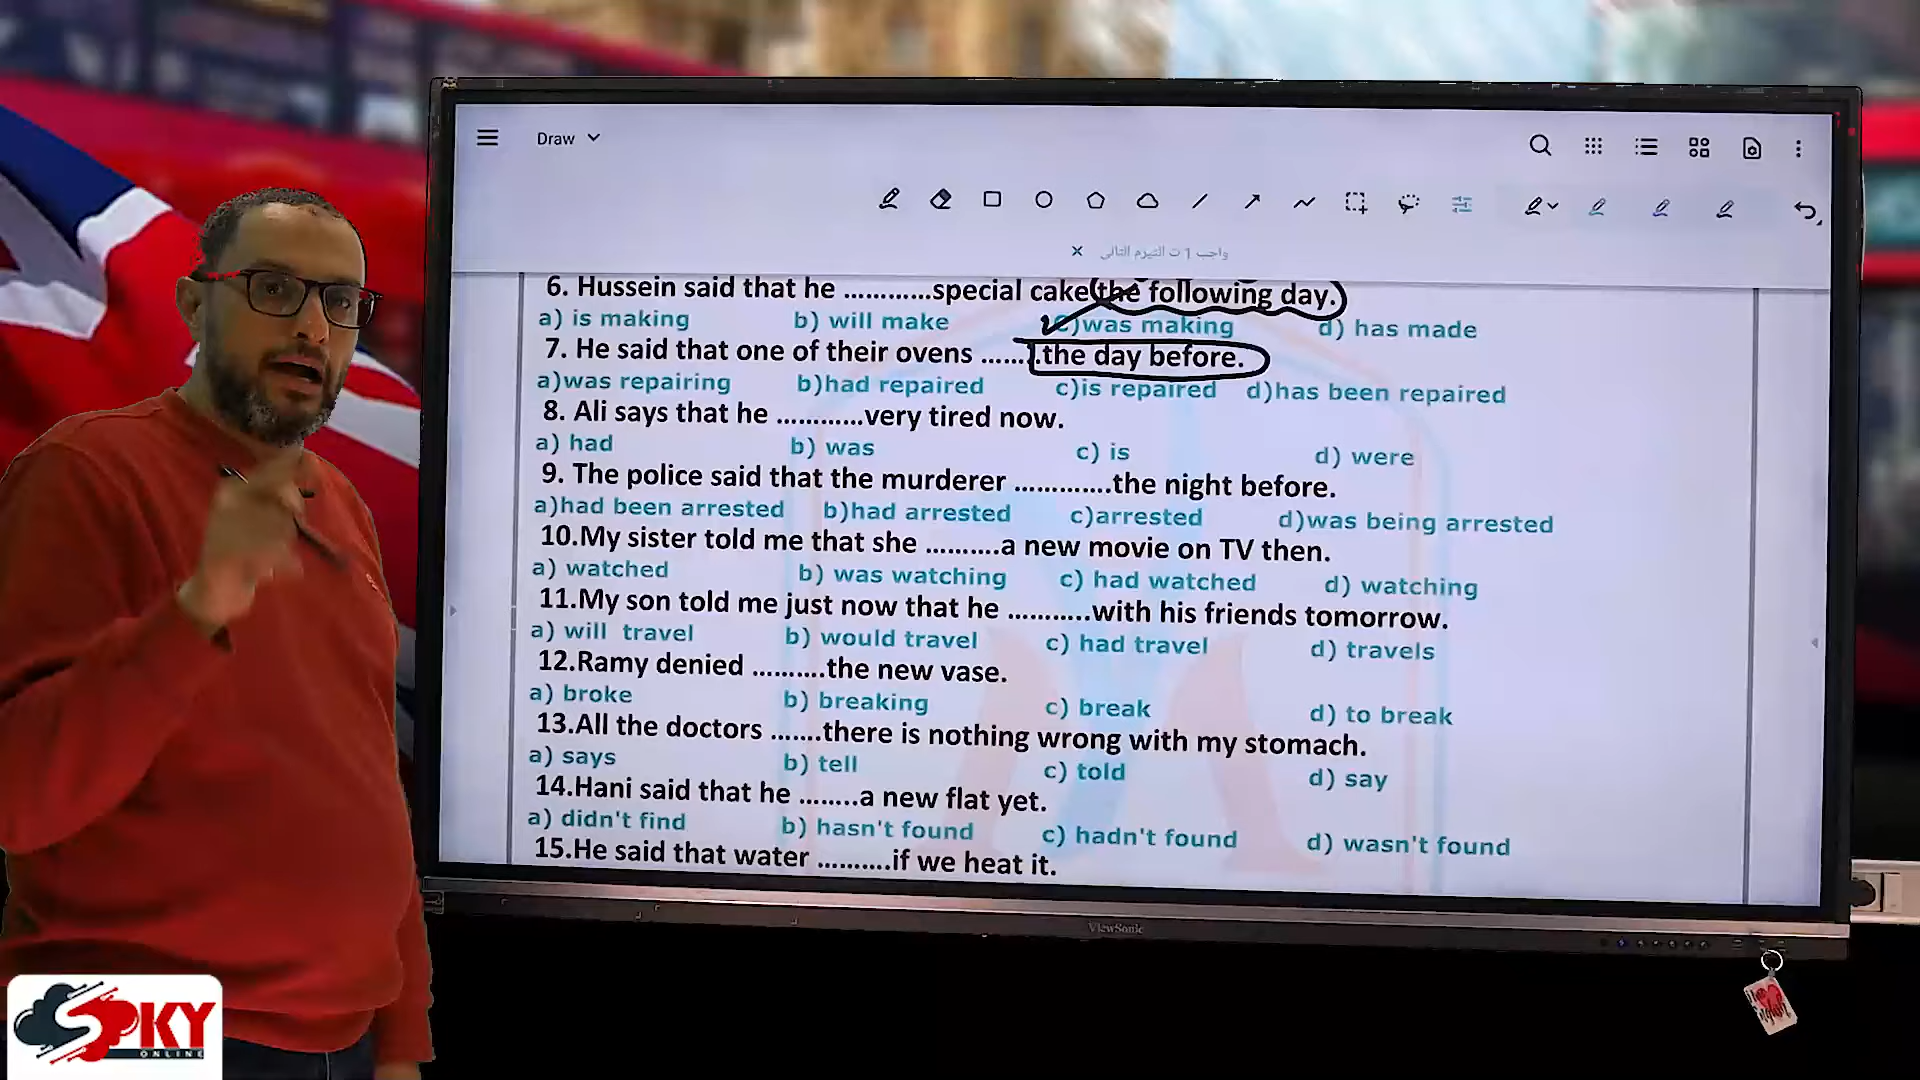 Draw
واجب 1 ت التيرم التاني
6. Hussein said that he ............special cake the following day.
a) is making b) will make c)was making d) has made
7. He said that one of their ovens ........the day before.
a)was repairing b)had repaired c)is repaired d)has been repaired
8. Ali says that he ............very tired now.
a) had b) was c) is d) were
9. The police said that the murderer .............the night before.
a)had been arrested b)had arrested c)arrested d)was being arrested
10.My sister told me that she ..........a new movie on TV then.
a) watched b) was watching c) had watched d) watching
11.My son told me just now that he ...........with his friends tomorrow.
a) will travel b) would travel c) had travel d) travels
12.Ramy denied ..........the new vase.
a) broke b) breaking c) break d) to break
13.All the doctors .......there is nothing wrong with my stomach.
a) says b) tell c) told d) say
14.Hani said that he ........a new flat yet.
a) didn't find b) hasn't found c) hadn't found d) wasn't found
15.He said that water ..........if we heat it.
ViewSonic
SPKY
ONLINE